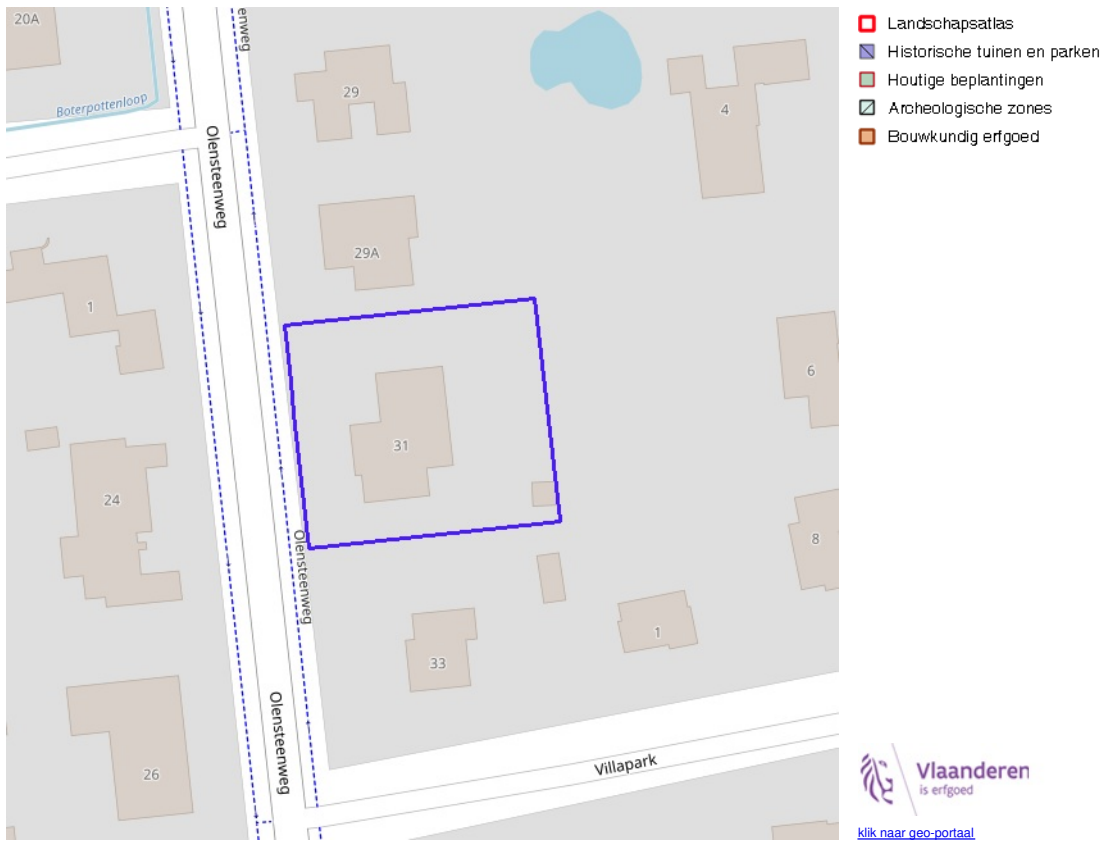 20A
enweg
Boterpottenloop
Olensteenweg
29
4
29A
1
6
31
24
8
Olensteenweg
1
33
Olensteenweg
26
Villapark
Landschapsatlas
Historische tuinen en parken
Houtige beplantingen
Archeologische zones
Bouwkundig erfgoed
Vlaanderen
is erfgoed
klik naar geo-portaal